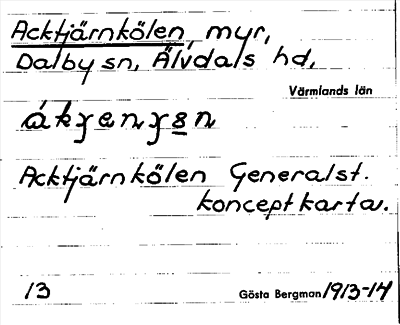 Acktjärnkölen, myr,
Dalby sn, Älvdals hd,
Värmlands län
Acktjärnkölen Generalst.
konceptkarta.
13 Gösta Bergman 1913-14